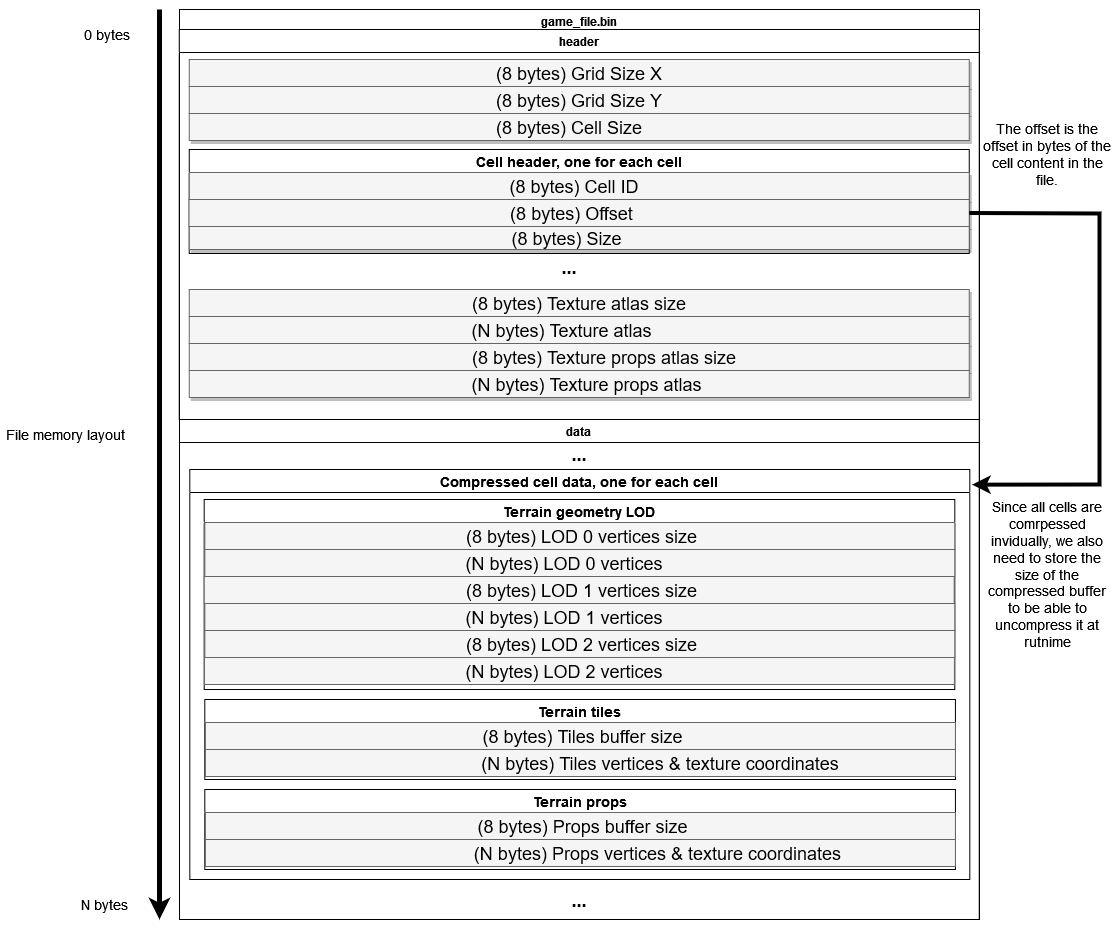 game_file.bin
0 bytes
header
(8 bytes) Grid Size X
(8 bytes) Grid Size Y
(8 bytes) Cell Size
The offset is the
offset in bytes of the
cell content in the
file.
Cell header, one for each cell
(8 bytes) Cell ID
(8 bytes) Offset
(8 bytes) Size
...
(8 bytes) Texture atlas size
(N bytes) Texture atlas
(8 bytes) Texture props atlas size
(N bytes) Texture props atlas
File memory layout
data
...
Compressed cell data, one for each cell
Terrain geometry LOD
(8 bytes) LOD 0 vertices size
(N bytes) LOD 0 vertices
(8 bytes) LOD 1 vertices size
(N bytes) LOD 1 vertices
(8 bytes) LOD 2 vertices size
(N bytes) LOD 2 vertices
Since all cells are
comrpessed
invidually, we also
need to store the
size of the
compressed buffer
to be able to
uncompress it at
rutnime
Terrain tiles
(8 bytes) Tiles buffer size
(N bytes) Tiles vertices & texture coordinates
Terrain props
(8 bytes) Props buffer size
(N bytes) Props vertices & texture coordinates
N bytes
...